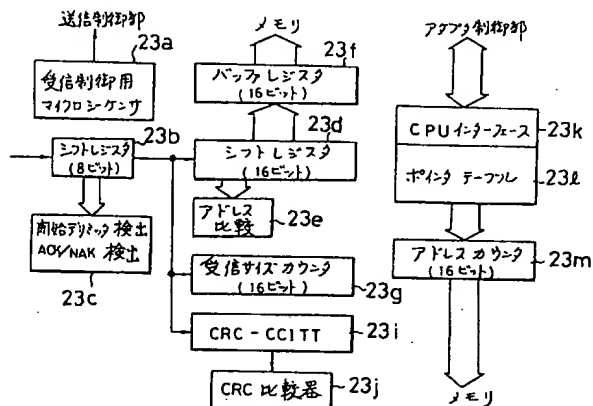 送信制御部
23a
受信制御用
マイクロシーケンサ
23b
シフトレジスタ
(8ビット)
開始デリミッタ検出
ACK/NAK 検出
23c
メモリ
23f
バッファレジスタ
(16ビット)
23d
シフトレジスタ
(16ビット)
アドレス
比較
23e
受信サイズカウンタ
(16ビット)
23g
CRC-CCITT
23i
CRC 比較器
23j
アダプタ制御部
CPUインターフェース
23k
ポインタテーブル
23l
アドレスカウンタ
(16ビット)
23m
メモリ